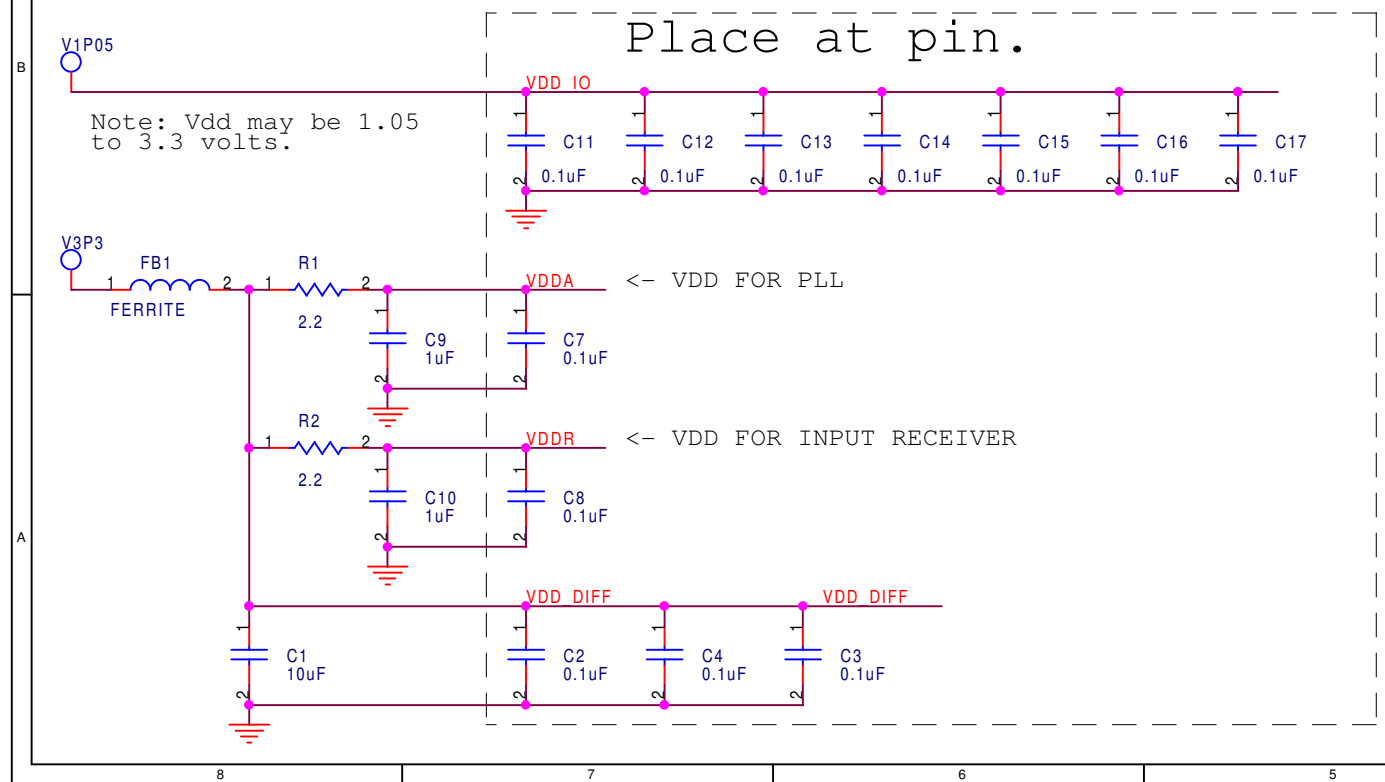 Place at pin.
V1P05
B
VDD_IO
Note: Vdd may be 1.05
to 3.3 volts.
1 1 1 1 1 1 1
C11 C12 C13 C14 C15 C16 C17
2 0.1uF 2 0.1uF 2 0.1uF 2 0.1uF 2 0.1uF 2 0.1uF 2 0.1uF
V3P3
FB1 R1
1 2 1 2 VDDA <- VDD FOR PLL
FERRITE
2.2
1 1
C9 C7
1uF 0.1uF
2 2
R2
1 2 VDDR <- VDD FOR INPUT RECEIVER
2.2
1 1
C10 C8
1uF 0.1uF
2 2
A
VDD_DIFF VDD_DIFF
1 1 1 1
C1 C2 C4 C3
10uF 0.1uF 0.1uF 0.1uF
2 2 2 2
8 7 6 5